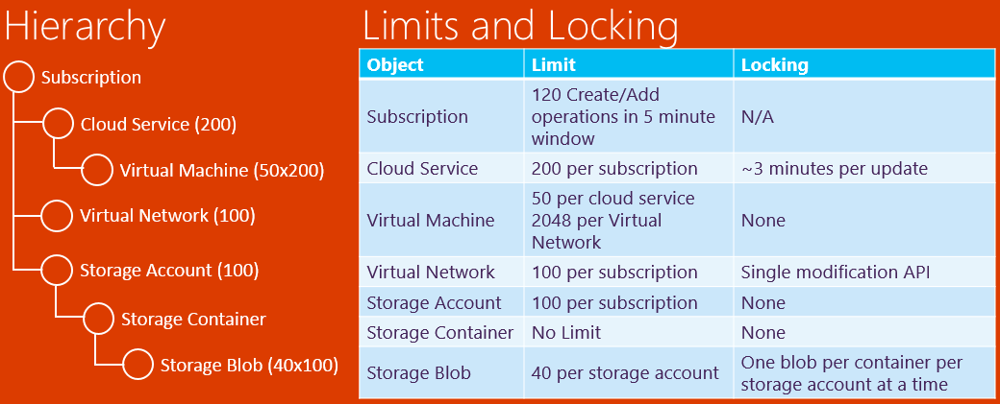 Hierarchy
Subscription
Cloud Service (200)
Virtual Machine (50x200)
Virtual Network (100)
Storage Account (100)
Storage Container
Storage Blob (40x100)
Limits and Locking
Object Limit Locking
Subscription
120 Create/Add
operations in 5 minute
window
N/A
Cloud Service 200 per subscription ~3 minutes per update
Virtual Machine
50 per cloud service
2048 per Virtual
Network
None
Virtual Network 100 per subscription Single modification API
Storage Account 100 per subscription None
Storage Container No Limit None
Storage Blob 40 per storage account
One blob per container per
storage account at a time